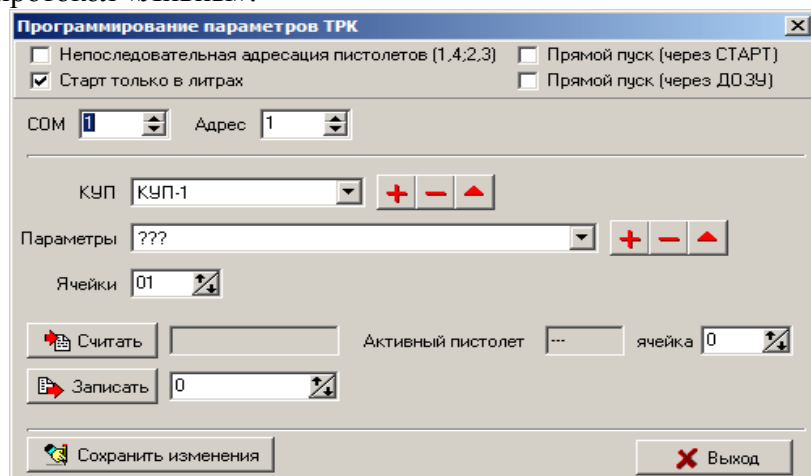 протокол «Ливны».
Программирование параметров ТРК
Непоследовательная адресация пистолетов (1,4;2,3) Прямой пуск (через СТАРТ)
Старт только в литрах Прямой пуск (через ДОЗУ)
COM 1 Адрес 1
КУП КУП-1
Параметры ???
Ячейки 01
Считать Активный пистолет --- ячейка 0
Записать 0
Сохранить изменения Выход